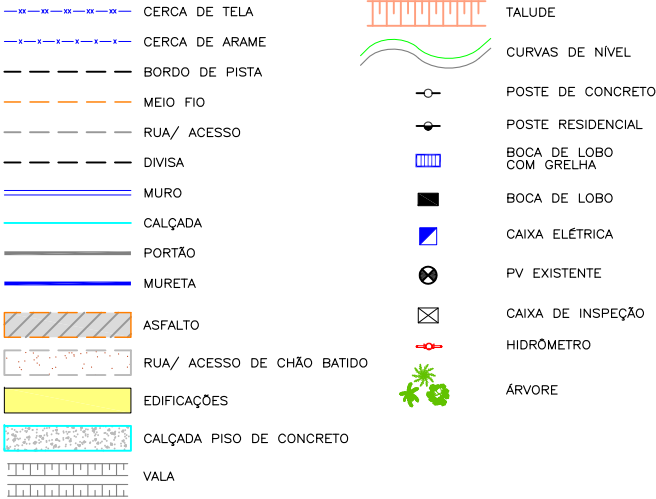 CERCA DE TELA
CERCA DE ARAME
BORDO DE PISTA
MEIO FIO
RUA/ ACESSO
DIVISA
MURO
CALÇADA
PORTÃO
MURETA
ASFALTO
RUA/ ACESSO DE CHÃO BATIDO
EDIFICAÇÕES
CALÇADA PISO DE CONCRETO
VALA
TALUDE
CURVAS DE NÍVEL
POSTE DE CONCRETO
POSTE RESIDENCIAL
BOCA DE LOBO
COM GRELHA
BOCA DE LOBO
CAIXA ELÉTRICA
PV EXISTENTE
CAIXA DE INSPEÇÃO
HIDRÔMETRO
ÁRVORE